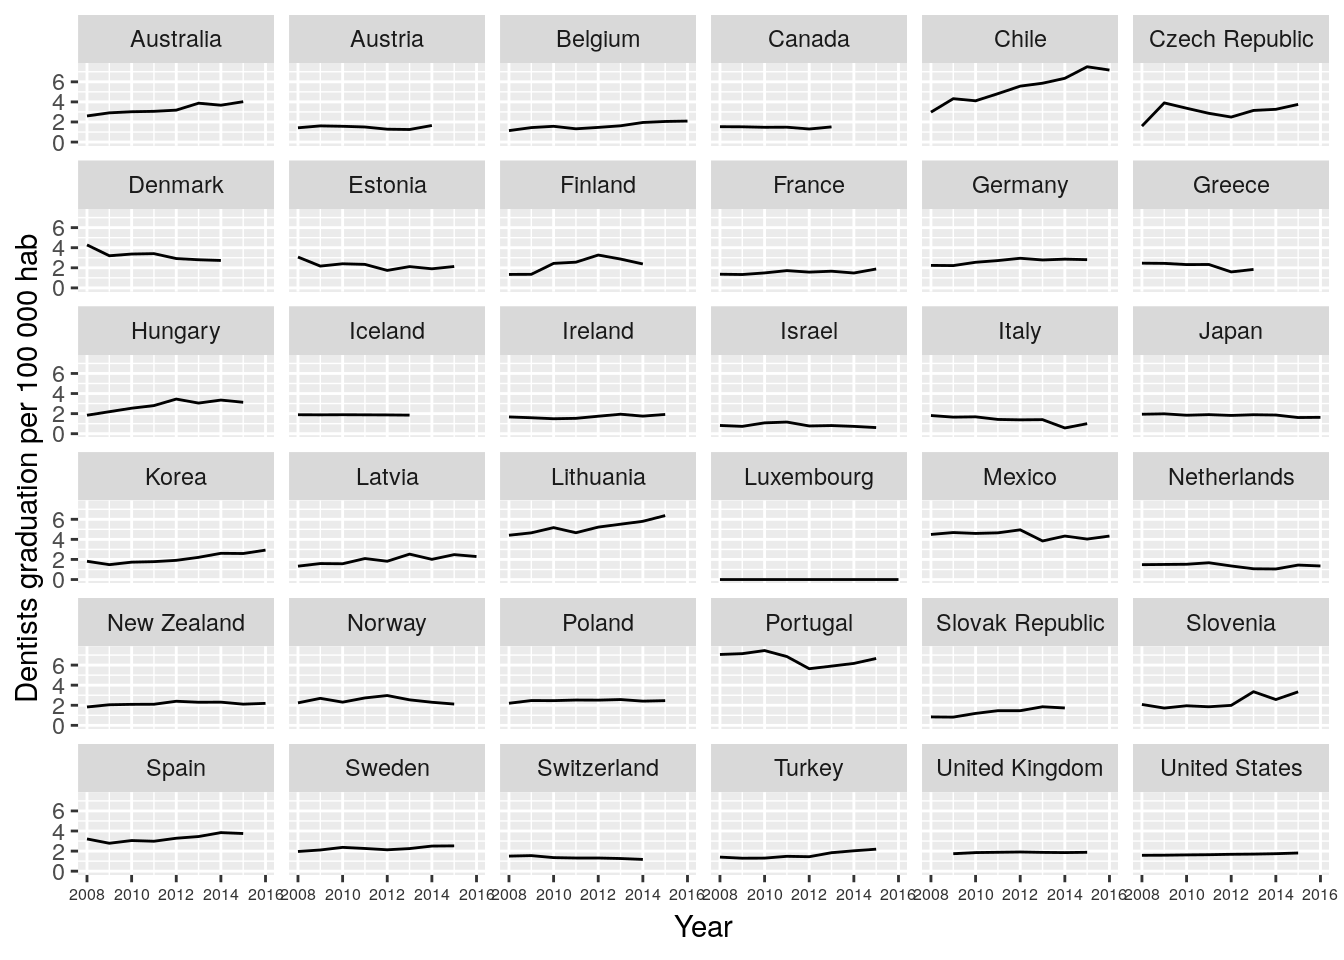 Australia Austria Belgium Canada Chile Czech Republic
6
4
2
0
Denmark Estonia Finland France Germany Greece
6
4
2
0
Hungary Iceland Ireland Israel Italy Japan
6
4
2
0
Korea Latvia Lithuania Luxembourg Mexico Netherlands
6
4
2
0
New Zealand Norway Poland Portugal Slovak Republic Slovenia
6
4
2
0
Spain Sweden Switzerland Turkey United Kingdom United States
6
4
2
0
2008 2010 2012 2014 2016 2008 2010 2012 2014 2016 2008 2010 2012 2014 2016 2008 2010 2012 2014 2016 2008 2010 2012 2014 2016 2008 2010 2012 2014 2016
Year
Dentists graduation per 100 000 hab